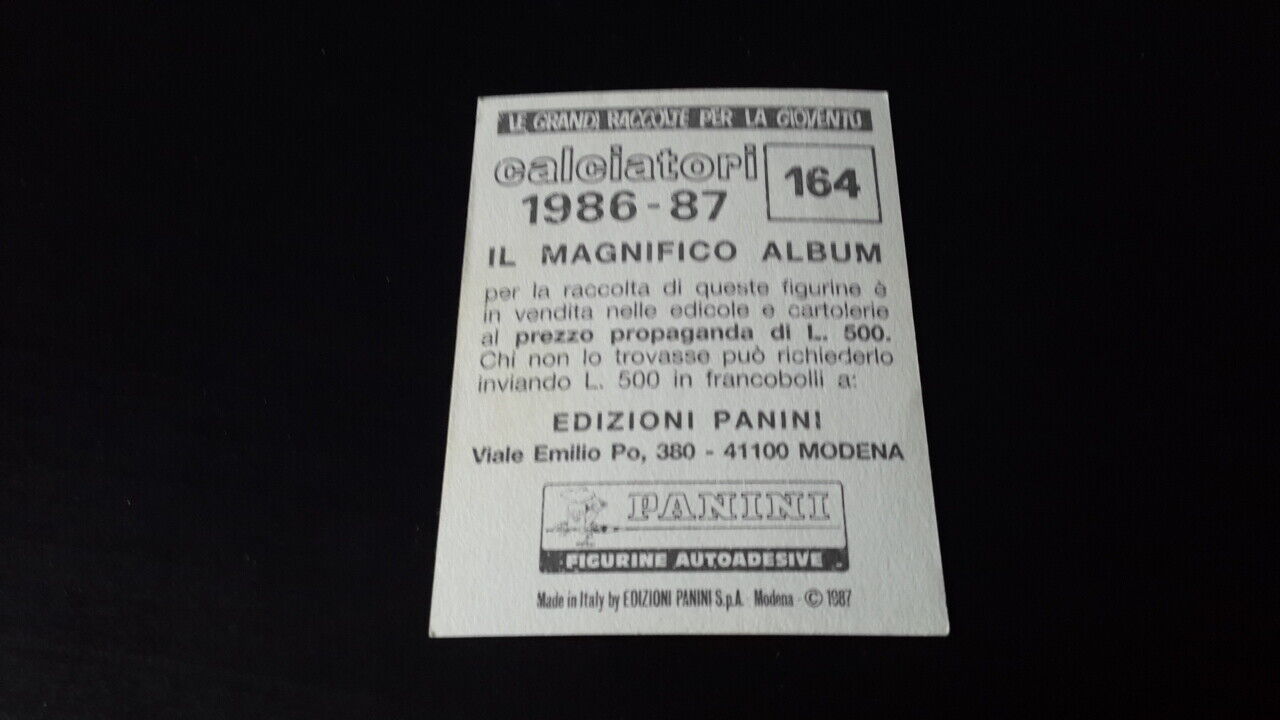 LE GRANDI RACCOLTE PER LA GIOVENTU
calciatori
1986-87
164
IL MAGNIFICO ALBUM
per la raccolta di queste figurine è
in vendita nelle edicole e cartolerie
al prezzo propaganda di L. 500.
Chi non lo trovasse può richiederlo
inviando L. 500 in francobolli a:
EDIZIONI PANINI
Viale Emilio Po, 380 - 41100 MODENA
PANINI
FIGURINE AUTOADESIVE
Made in Italy by EDIZIONI PANINI S.p.A. Modena - © 1987